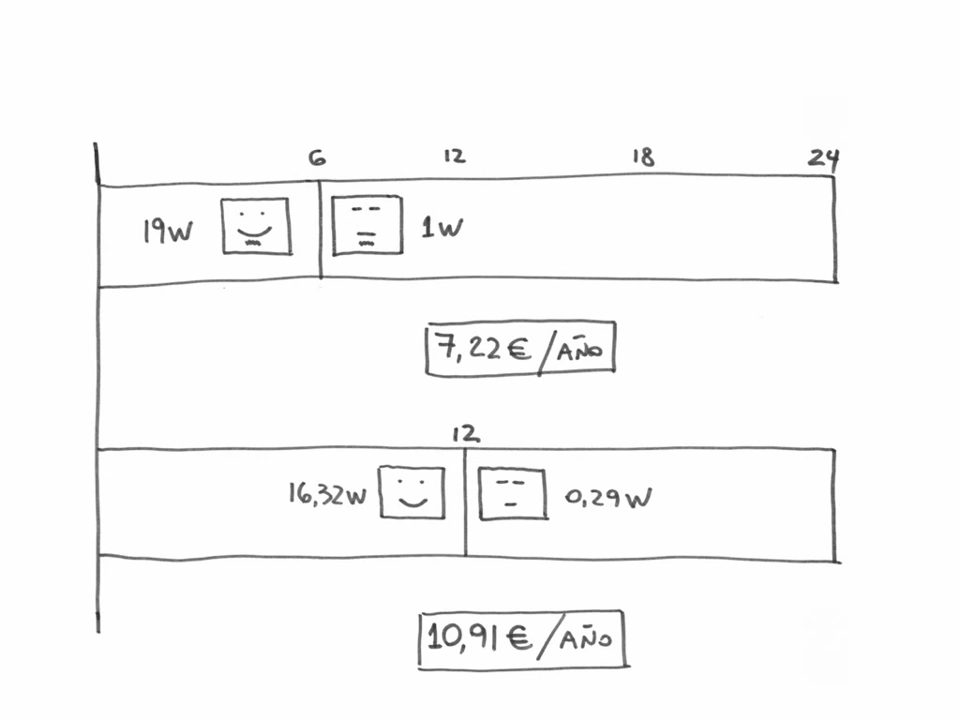 6 12 18 24
19W 1W
7,22 € /AÑO
12
16,32W 0,29W
10,91 € /AÑO